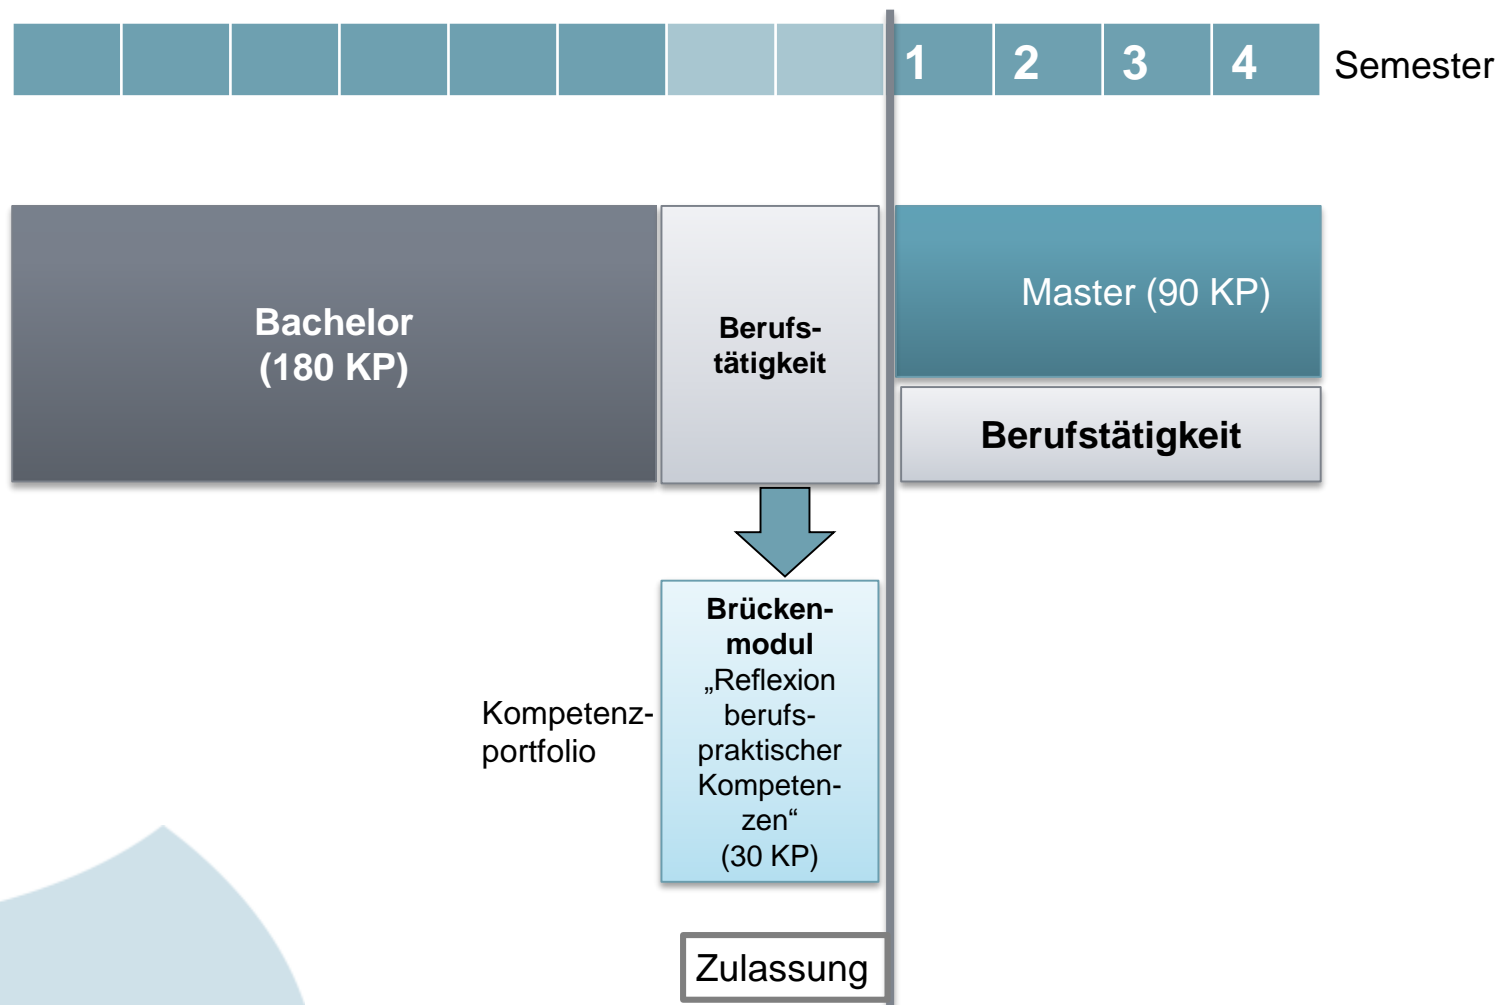 1 2 3 4 Semester
Bachelor
(180 KP)
Berufs-
tätigkeit
Master (90 KP)
Berufstätigkeit
Kompetenz-
portfolio
Brücken-
modul
„Reflexion
berufs-
praktischer
Kompeten-
zen“
(30 KP)
Zulassung